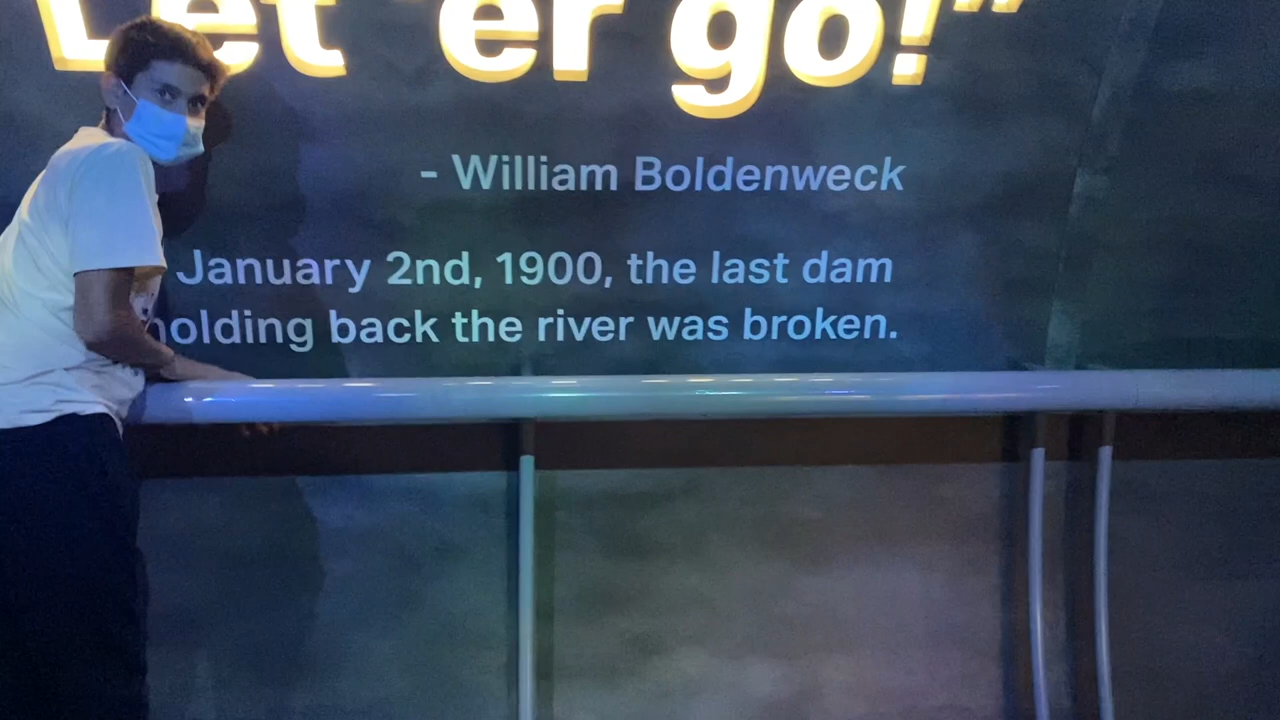 Let 'er go!"
- William Boldenweck
January 2nd, 1900, the last dam
holding back the river was broken.